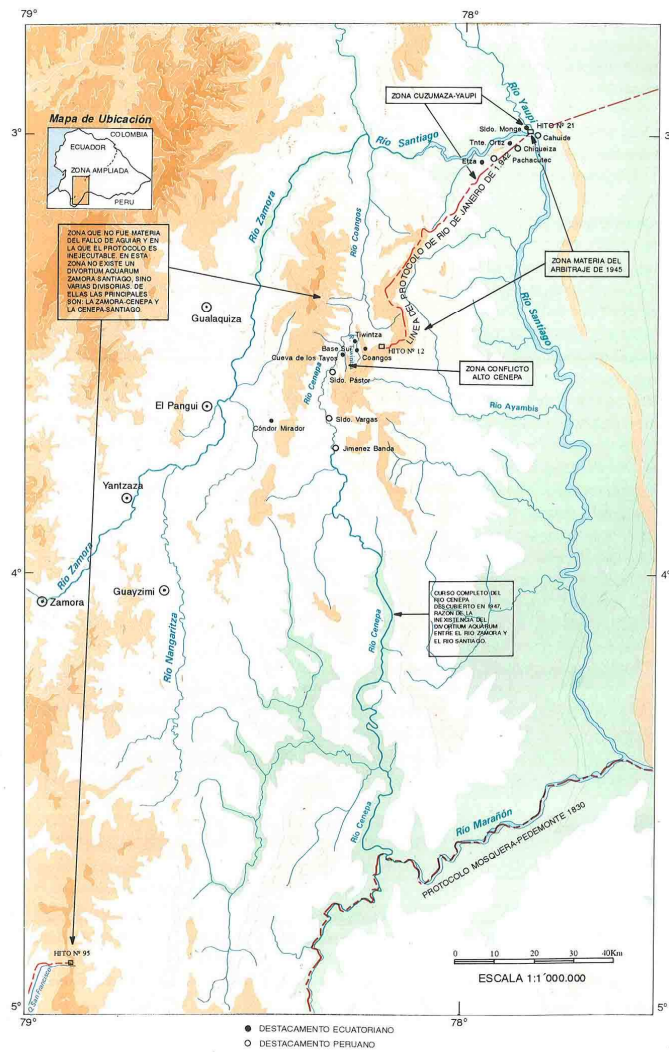 79°
78°
Mapa de Ubicación
COLOMBIA
ECUADOR
ZONA AMPLIADA
PERU
3°
3°
ZONA CUZUMAZA-YAUPI
Río Yaupi
Sldo. Monge
HITO Nº 21
Cahuide
Tnte. Ortiz
Chiqueiza
Etza
Pachacutec
Río Santiago
LINEA DEL PROTOCOLO DE RIO DE JANEIRO DE 1.942
Río Zamora
Río Coangos
ZONA QUE NO FUE MATERIA
DEL FALLO DE AGUIAR Y EN
LA QUE EL PROTOCOLO ES
INEJECUTABLE. EN ESTA
ZONA NO EXISTE UN
DIVORTIUM AQUARUM
ZAMORA-SANTIAGO, SINO
VARIAS DIVISORIAS. DE
ELLAS LAS PRINCIPALES
SON: LA ZAMORA-CENEPA Y
LA CENEPA-SANTIAGO.
ZONA MATERIA DEL
ARBITRAJE DE 1945
Río Santiago
Gualaquiza
Tiwintza
Base Sur
HITO Nº 12
Cueva de los Tayos
Coangos
Río Cenepa
Sldo. Pástor
ZONA CONFLICTO
ALTO CENEPA
Río Ayambis
El Pangui
Cóndor Mirador
Sldo. Vargas
Jimenez Banda
Yantzaza
Río Zamora
4°
4°
Zamora
Guayzimi
Río Nangaritza
CURSO COMPLETO DEL
RIO CENEPA
DESCUBIERTO EN 1947,
RAZON DE LA
INEXISTENCIA DEL
DIVORTIUM AQUARUM
ENTRE EL RIO ZAMORA Y
EL RIO SANTIAGO.
Río Cenepa
Río Cenepa
Río Marañón
PROTOCOLO MOSQUERA-PEDEMONTE 1830
HITO Nº 95
Q.San Francisco
0 10 20 30 40Km
ESCALA 1:1´000.000
5°
5°
79°
78°
DESTACAMENTO ECUATORIANO
DESTACAMENTO PERUANO